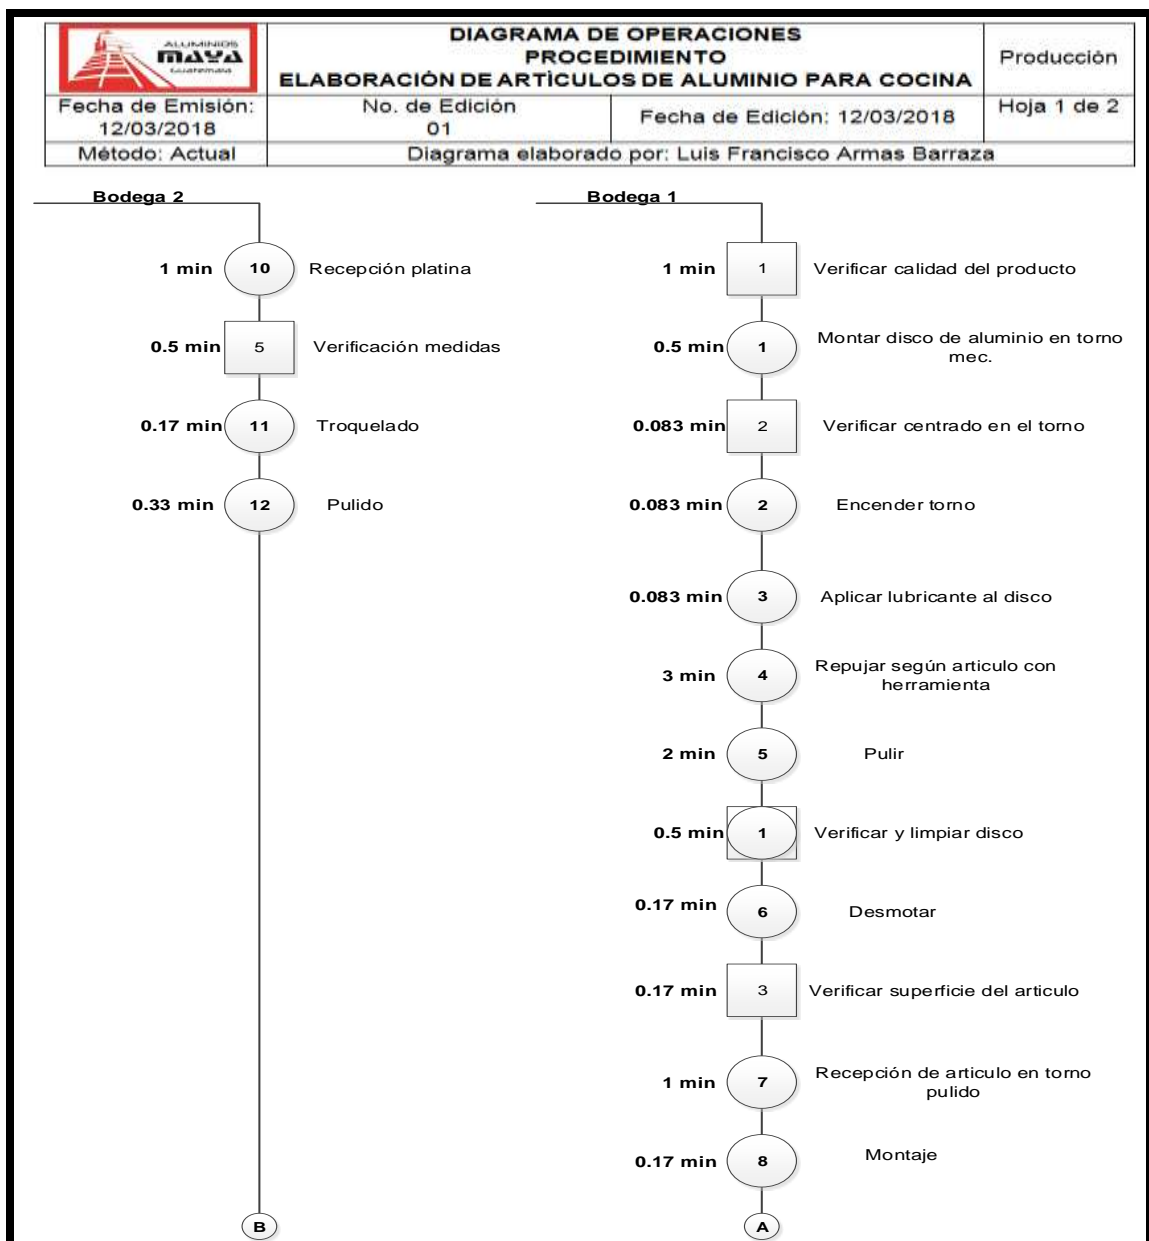 ALUMINIOS
MAYA
Guatemala
DIAGRAMA DE OPERACIONES
PROCEDIMIENTO
ELABORACIÓN DE ARTÌCULOS DE ALUMINIO PARA COCINA
Producción
Fecha de Emisión:
12/03/2018
No. de Edición
01
Fecha de Edición: 12/03/2018
Hoja 1 de 2
Método: Actual
Diagrama elaborado por: Luis Francisco Armas Barraza
Bodega 2
1 min 10 Recepción platina
0.5 min 5 Verificación medidas
0.17 min 11 Troquelado
0.33 min 12 Pulido
B
Bodega 1
1 min 1 Verificar calidad del producto
0.5 min 1 Montar disco de aluminio en torno
mec.
0.083 min 2 Verificar centrado en el torno
0.083 min 2 Encender torno
0.083 min 3 Aplicar lubricante al disco
3 min 4 Repujar según articulo con
herramienta
2 min 5 Pulir
0.5 min 1 Verificar y limpiar disco
0.17 min 6 Desmotar
0.17 min 3 Verificar superficie del articulo
1 min 7 Recepción de articulo en torno
pulido
0.17 min 8 Montaje
A